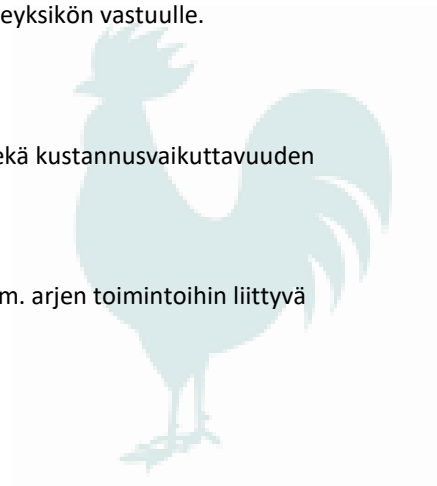 eyksikön vastuulle.
ekä kustannusvaikuttavuuden
m. arjen toimintoihin liittyvä